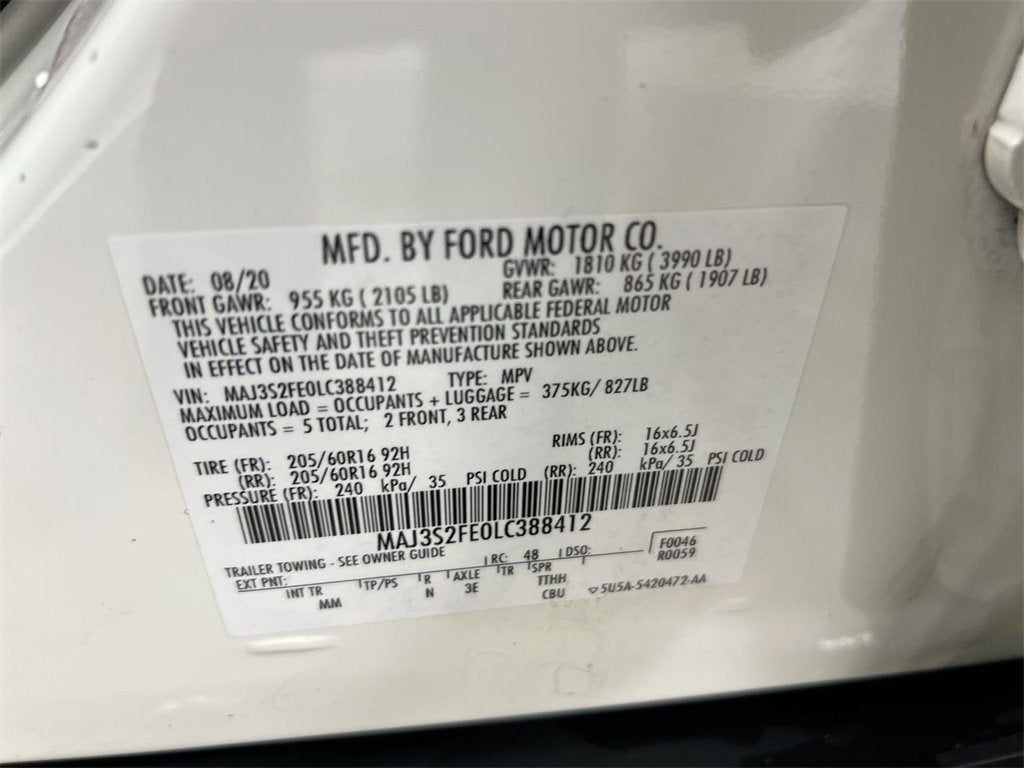 MFD. BY FORD MOTOR CO.
DATE: 08/20 GVWR: 1810 KG ( 3990 LB)
FRONT GAWR: 955 KG ( 2105 LB) REAR GAWR: 865 KG ( 1907 LB)
THIS VEHICLE CONFORMS TO ALL APPLICABLE FEDERAL MOTOR
VEHICLE SAFETY AND THEFT PREVENTION STANDARDS
IN EFFECT ON THE DATE OF MANUFACTURE SHOWN ABOVE.
VIN: MAJ3S2FE0LC388412 TYPE: MPV
MAXIMUM LOAD = OCCUPANTS + LUGGAGE = 375KG/ 827LB
OCCUPANTS = 5 TOTAL; 2 FRONT, 3 REAR
TIRE (FR): 205/60R16 92H RIMS (FR): 16x6.5J
(RR): 205/60R16 92H (RR): 16x6.5J
PRESSURE (FR): 240 kPa/ 35 PSI COLD (RR): 240 kPa/ 35 PSI COLD
MAJ3S2FE0LC388412
TRAILER TOWING - SEE OWNER GUIDE RC: 48 DSO: F0046
R0059
EXT PNT: INT TR TP/PS R AXLE TR SPR
MM N 3E TTHH
CBU 5U5A-5420472-AA